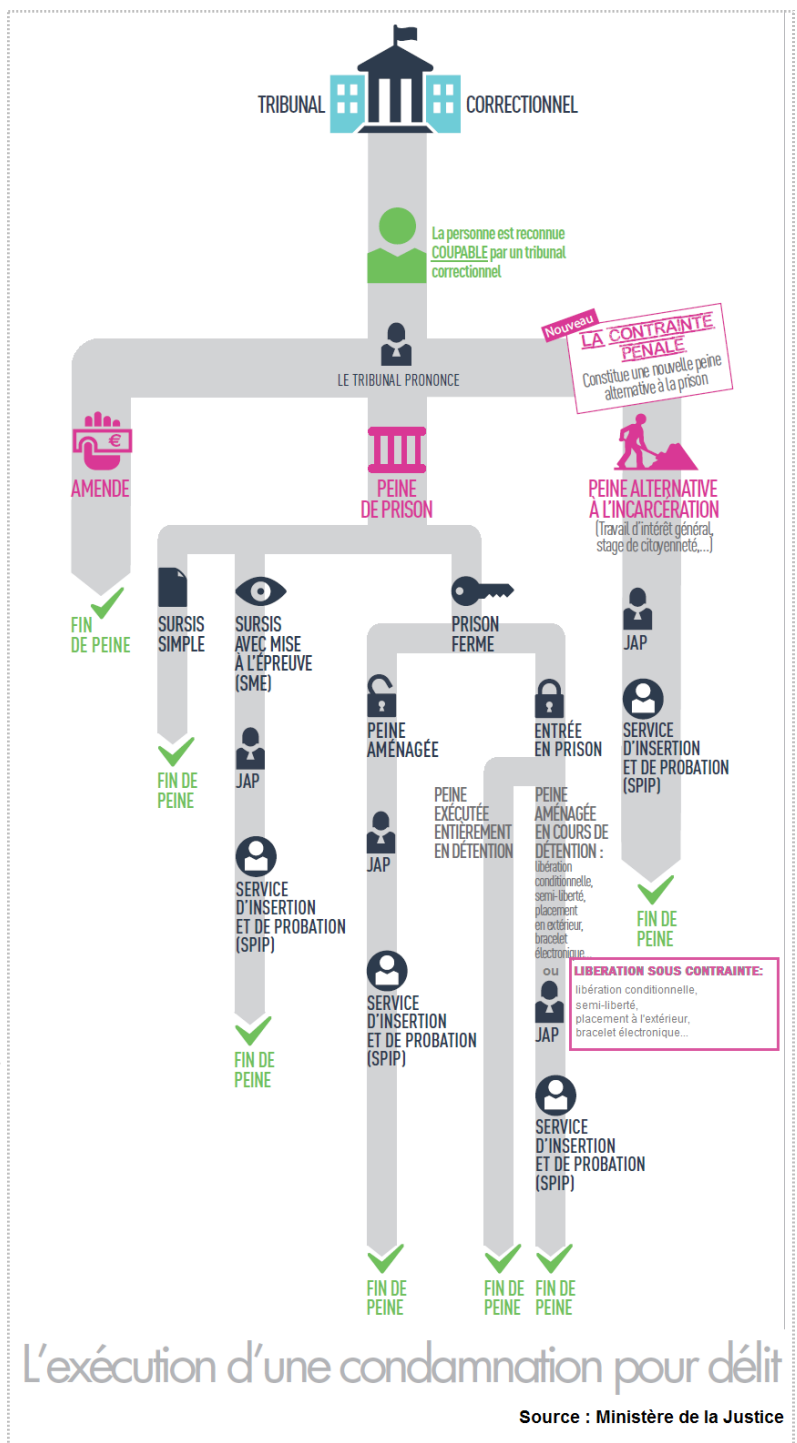 TRIBUNAL CORRECTIONNEL
La personne est reconnue
COUPABLE par un tribunal
correctionnel
LE TRIBUNAL PRONONCE
Nouveau
LA CONTRAINTE
PENALE
Constitue une nouvelle peine
alternative à la prison
AMENDE
FIN
DE PEINE
PEINE
DE PRISON
PEINE ALTERNATIVE
À L'INCARCÉRATION
(Travail d'intérêt général,
stage de citoyenneté,...)
JAP
SERVICE
D'INSERTION
ET DE PROBATION
(SPIP)
FIN DE
PEINE
SURSIS
SIMPLE
FIN DE
PEINE
SURSIS
AVEC MISE
À L'ÉPREUVE
(SME)
JAP
SERVICE
D'INSERTION
ET DE PROBATION
(SPIP)
FIN DE
PEINE
PRISON
FERME
PEINE
AMÉNAGÉE
JAP
SERVICE
D'INSERTION
ET DE PROBATION
(SPIP)
FIN DE
PEINE
ENTRÉE
EN PRISON
PEINE
EXÉCUTÉE
ENTIÈREMENT
EN DÉTENTION
FIN DE
PEINE
PEINE
AMÉNAGÉE
EN COURS DE
DÉTENTION :
libération
conditionnelle,
semi-liberté,
placement
en extérieur,
bracelet
électronique...
ou
LIBERATION SOUS CONTRAINTE:
libération conditionnelle,
semi-liberté,
placement à l'extérieur,
bracelet électronique...
JAP
SERVICE
D'INSERTION
ET DE PROBATION
(SPIP)
FIN DE
PEINE
L'exécution d'une condamnation pour délit
Source : Ministère de la Justice